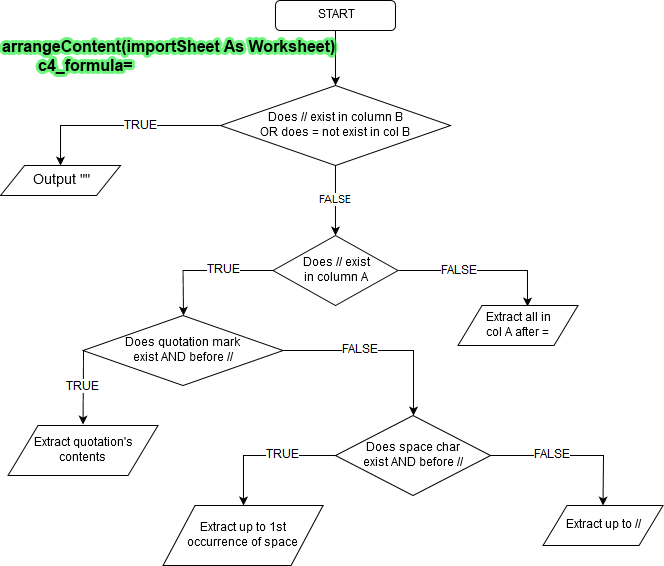 START
arrangeContent(importSheet As Worksheet)
c4_formula=
Does // exist in column B
OR does = not exist in col B
TRUE
Output ""
FALSE
Does // exist
in column A
TRUE
FALSE
Extract all in
col A after =
Does quotation mark
exist AND before //
FALSE
TRUE
Extract quotation's
contents
Does space char
exist AND before //
TRUE
FALSE
Extract up to 1st
occurrence of space
Extract up to //